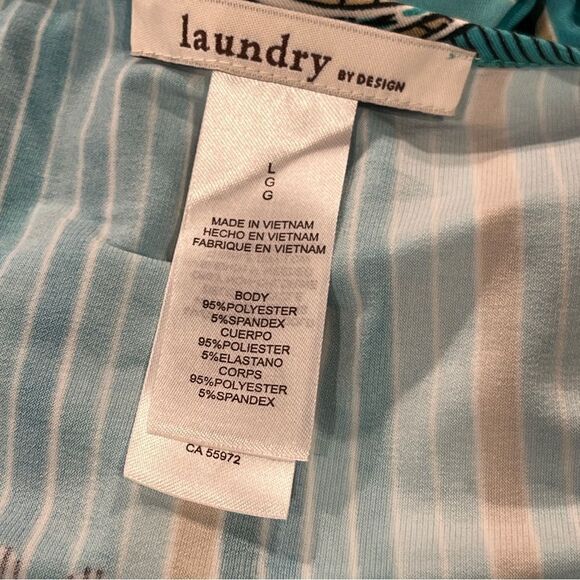 laundry BY DESIGN
L
G
G
MADE IN VIETNAM
HECHO EN VIETNAM
FABRIQUE EN VIETNAM
BODY
95%POLYESTER
5%SPANDEX
CUERPO
95%POLIESTER
5%ELASTANO
CORPS
95%POLYESTER
5%SPANDEX
CA 55972